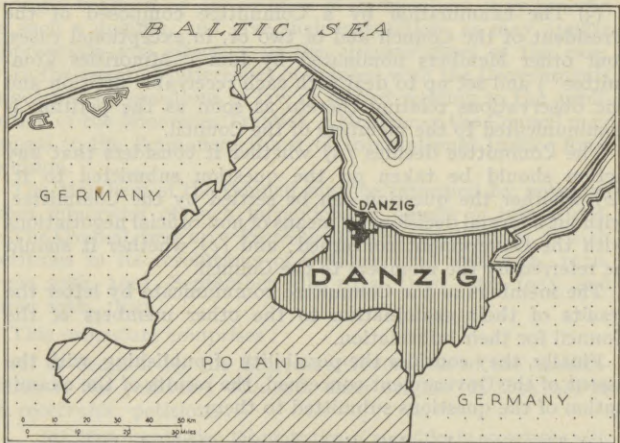 BALTIC SEA
GERMANY
DANZIG
DANZIG
POLAND
GERMANY
0 10 20 30 40 50 KM
0 10 20 30 MILES